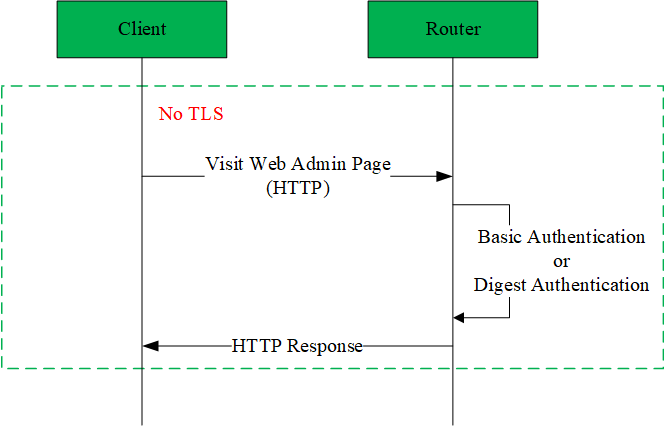 Client
Router
No TLS
Visit Web Admin Page
(HTTP)
Basic Authentication
or
Digest Authentication
HTTP Response